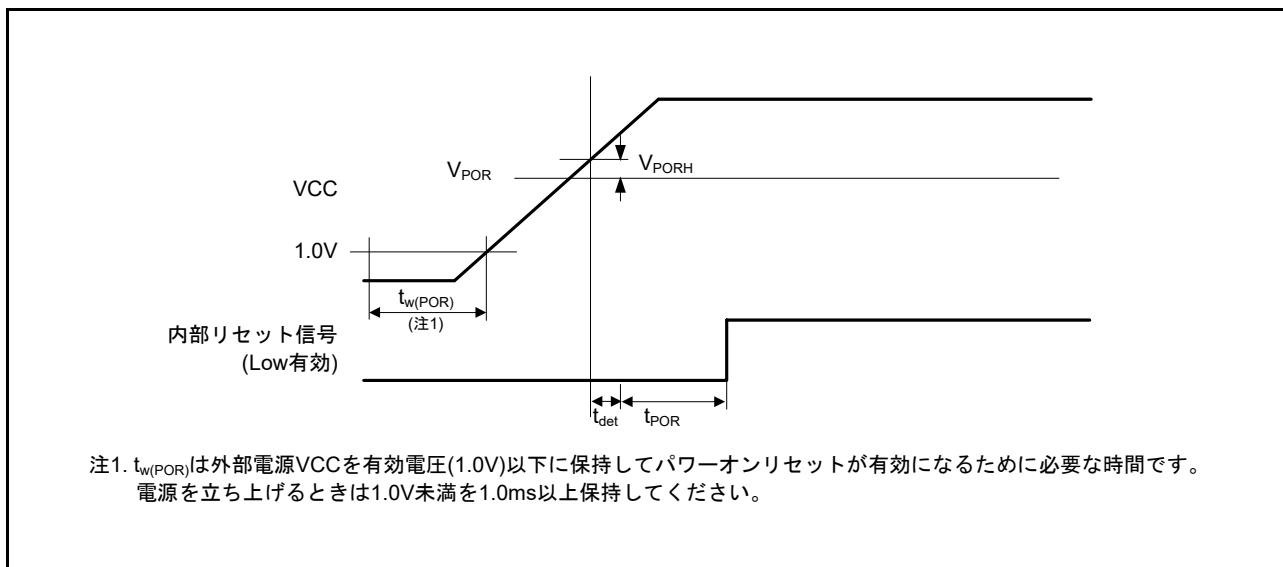 VPOR
VPORH
VCC
1.0V
tw(POR)
(注1)
内部リセット信号
(Low有効)
tdet
tPOR
注1. tw(POR)は外部電源VCCを有効電圧(1.0V)以下に保持してパワーオンリセットが有効になるために必要な時間です。
電源を立ち上げるときは1.0V未満を1.0ms以上保持してください。